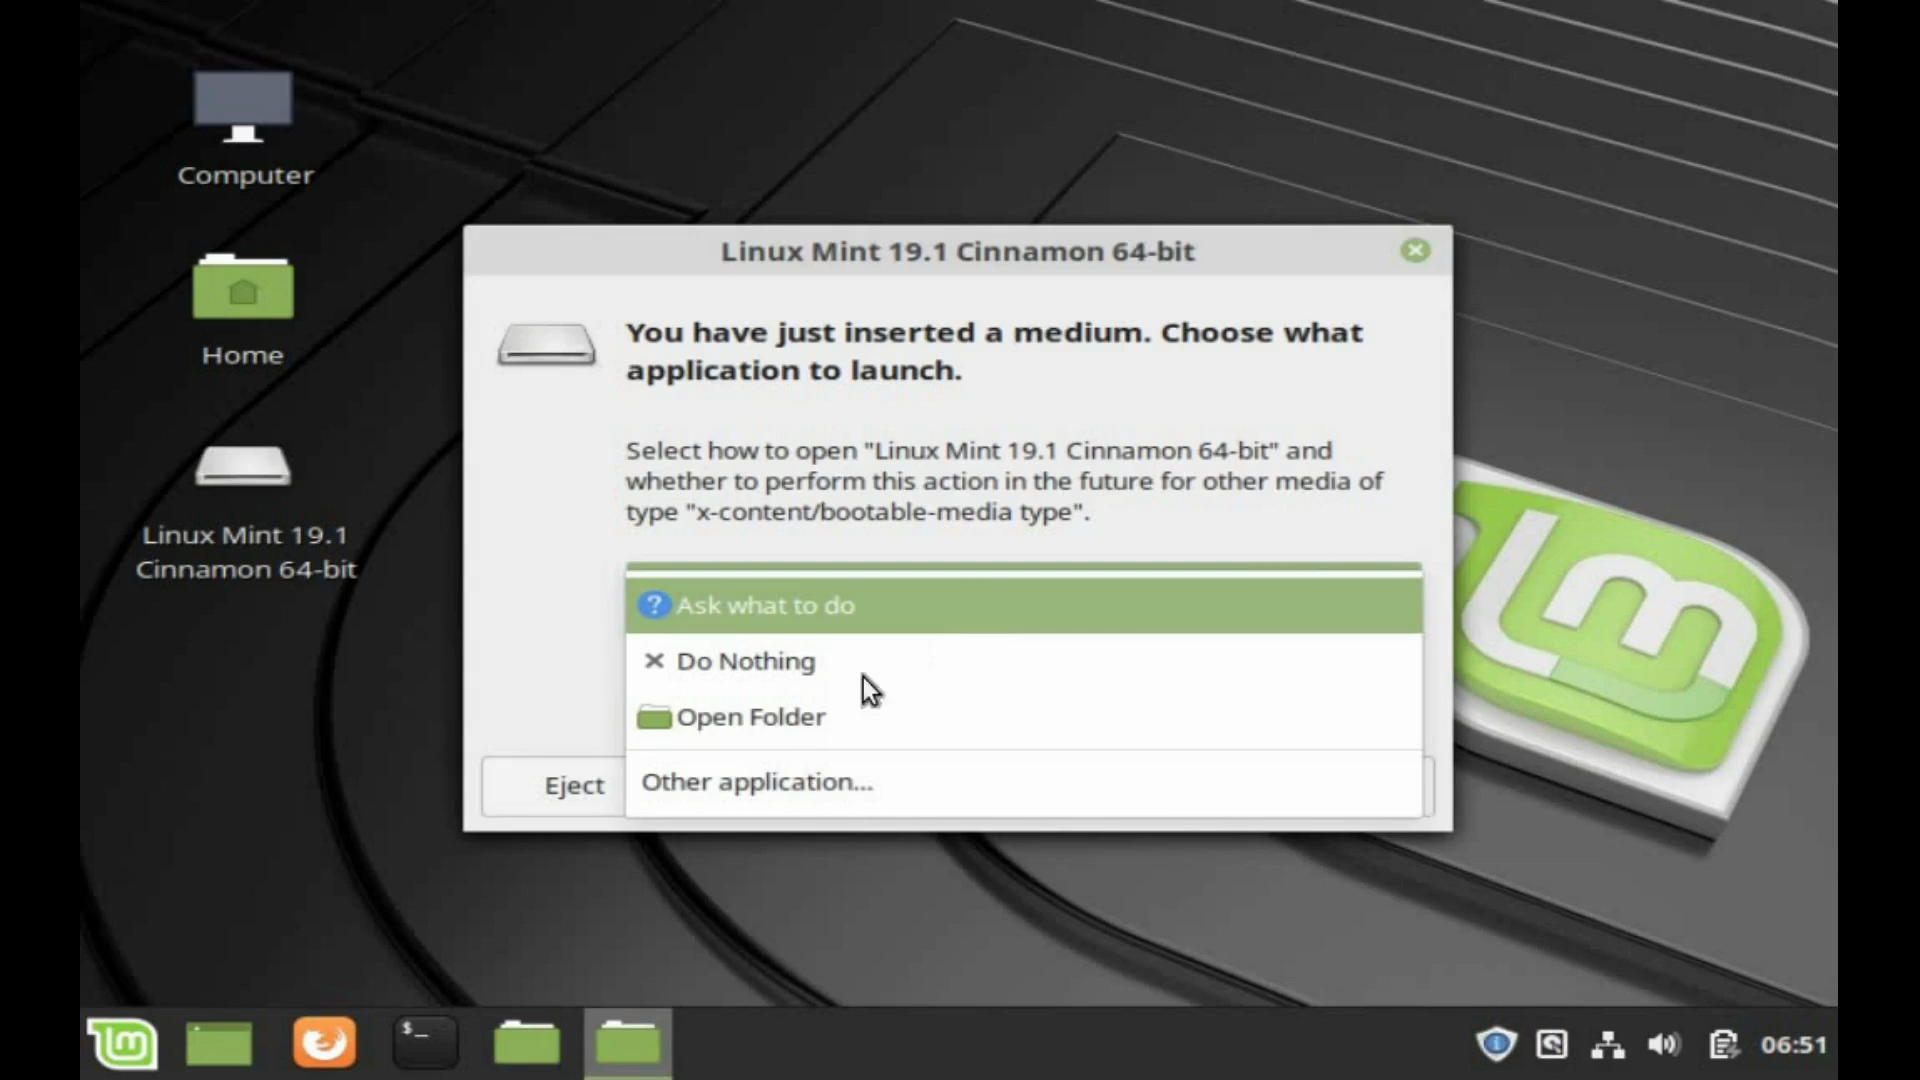 Computer
Home
Linux Mint 19.1
Cinnamon 64-bit
Linux Mint 19.1 Cinnamon 64-bit
You have just inserted a medium. Choose what
application to launch.
Select how to open "Linux Mint 19.1 Cinnamon 64-bit" and
whether to perform this action in the future for other media of
type "x-content/bootable-media type".
Ask what to do
Do Nothing
Open Folder
Other application...
Eject
$_
06:51